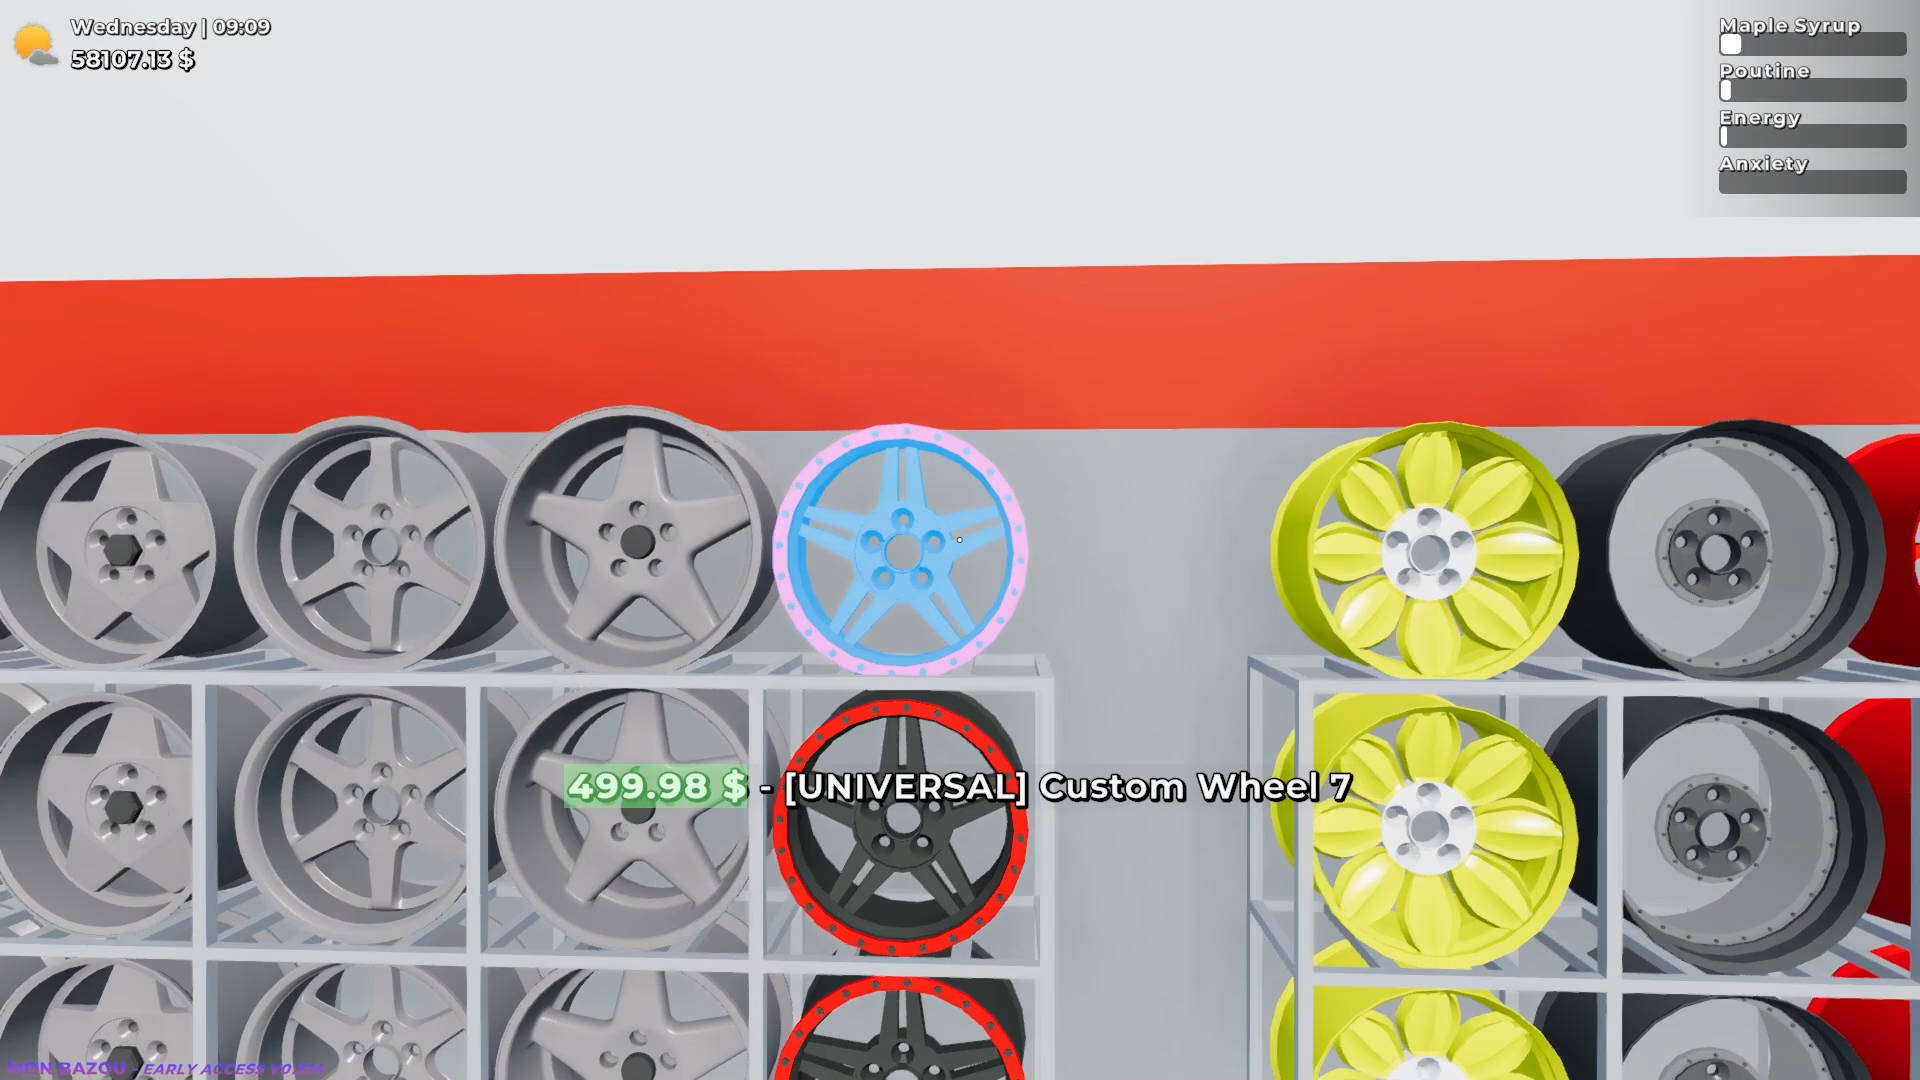 Wednesday | 09:09
58107.13 $
Maple Syrup
Poutine
Energy
Anxiety
499.98 $ - [UNIVERSAL] Custom Wheel 7
MON BAZOU - EARLY ACCESS